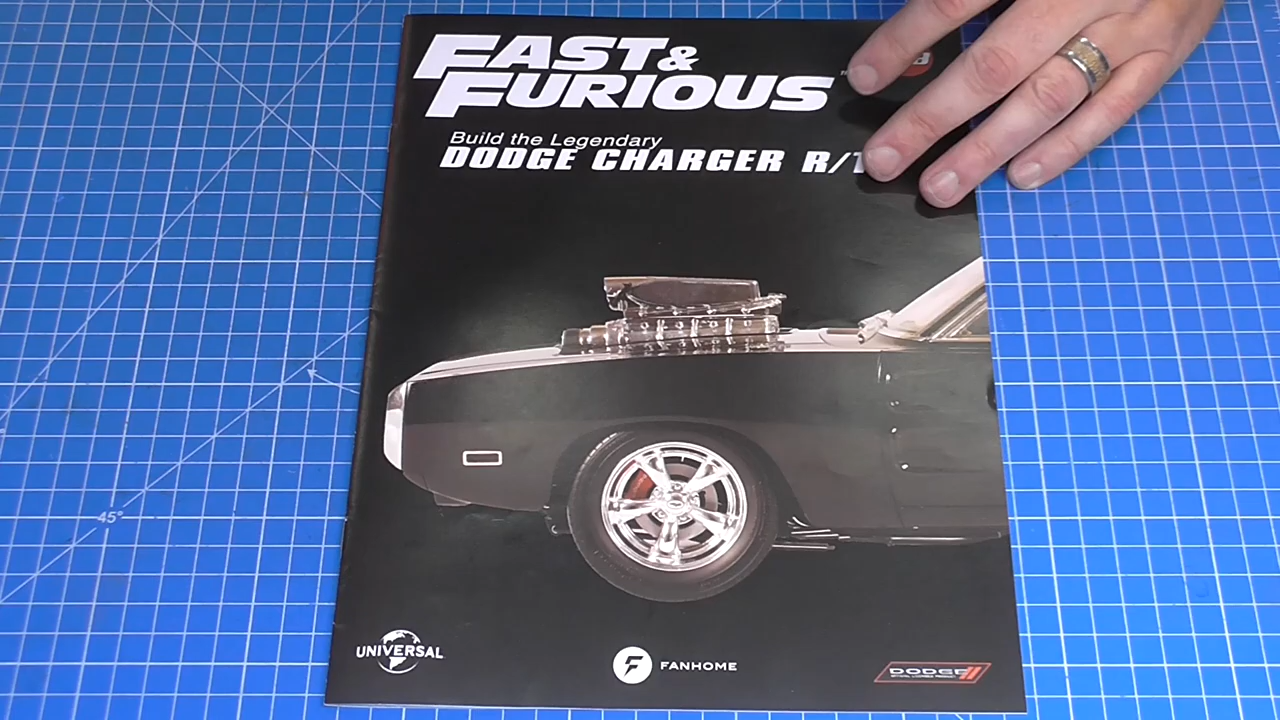 FAST &
FURIOUS
Build the Legendary
DODGE CHARGER R/T
UNIVERSAL
FANHOME
DODGE
45°